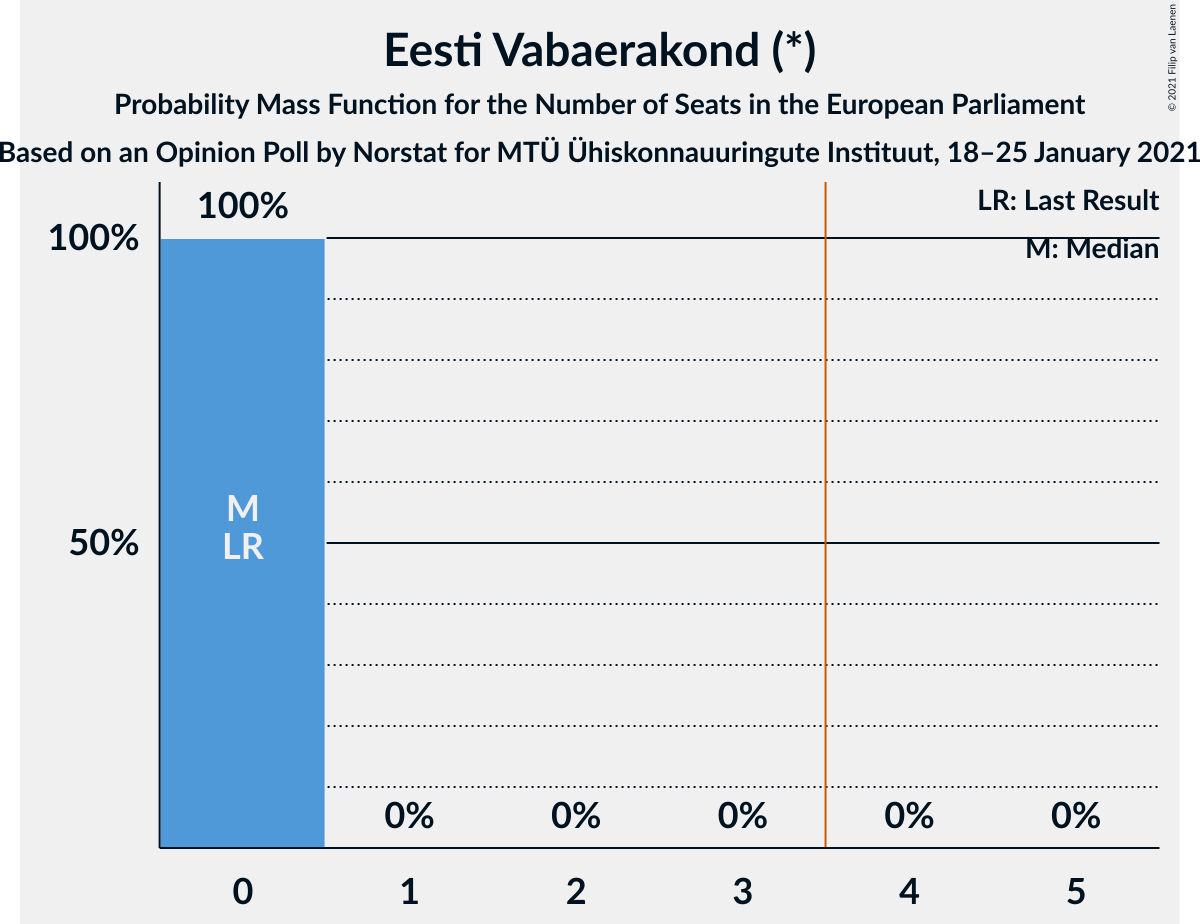 Eesti Vabaerakond (*)
Probability Mass Function for the Number of Seats in the European Parliament
Based on an Opinion Poll by Norstat for MTÜ Ühiskonnauuringute Instituut, 18–25 January 2021
© 2021 Filip van Laenen
LR: Last Result
M: Median
100%
100%
50%
M
LR
0% 0% 0% 0% 0%
0 1 2 3 4 5